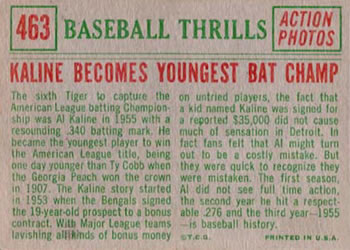 463 BASEBALL THRILLS ACTION PHOTOS
KALINE BECOMES YOUNGEST BAT CHAMP
The sixth Tiger to capture the
American League batting Champion-
ship was Al Kaline in 1955 with a
resounding .340 batting mark. He
became the youngest player to win
the American League title, being
one day younger than Ty Cobb when
the Georgia Peach won the crown
in 1907. The Kaline story started
in 1953 when the Bengals signed
the 19-year-old prospect to a bonus
contract. With Major League teams
lavishing all kinds of bonus money
on untried players, the fact that
a kid named Kaline was signed for
a reported $35,000 did not cause
much of sensation in Detroit. In
fact fans felt that Al might turn
out to be a costly mistake. But
they were quick to recognize they
were mistaken. The first season
Al did not see full time action,
the second year he hit a respect-
able .276 and the third year—1955
—is baseball history.
©T.C.G. PRINTED IN U.S.A.